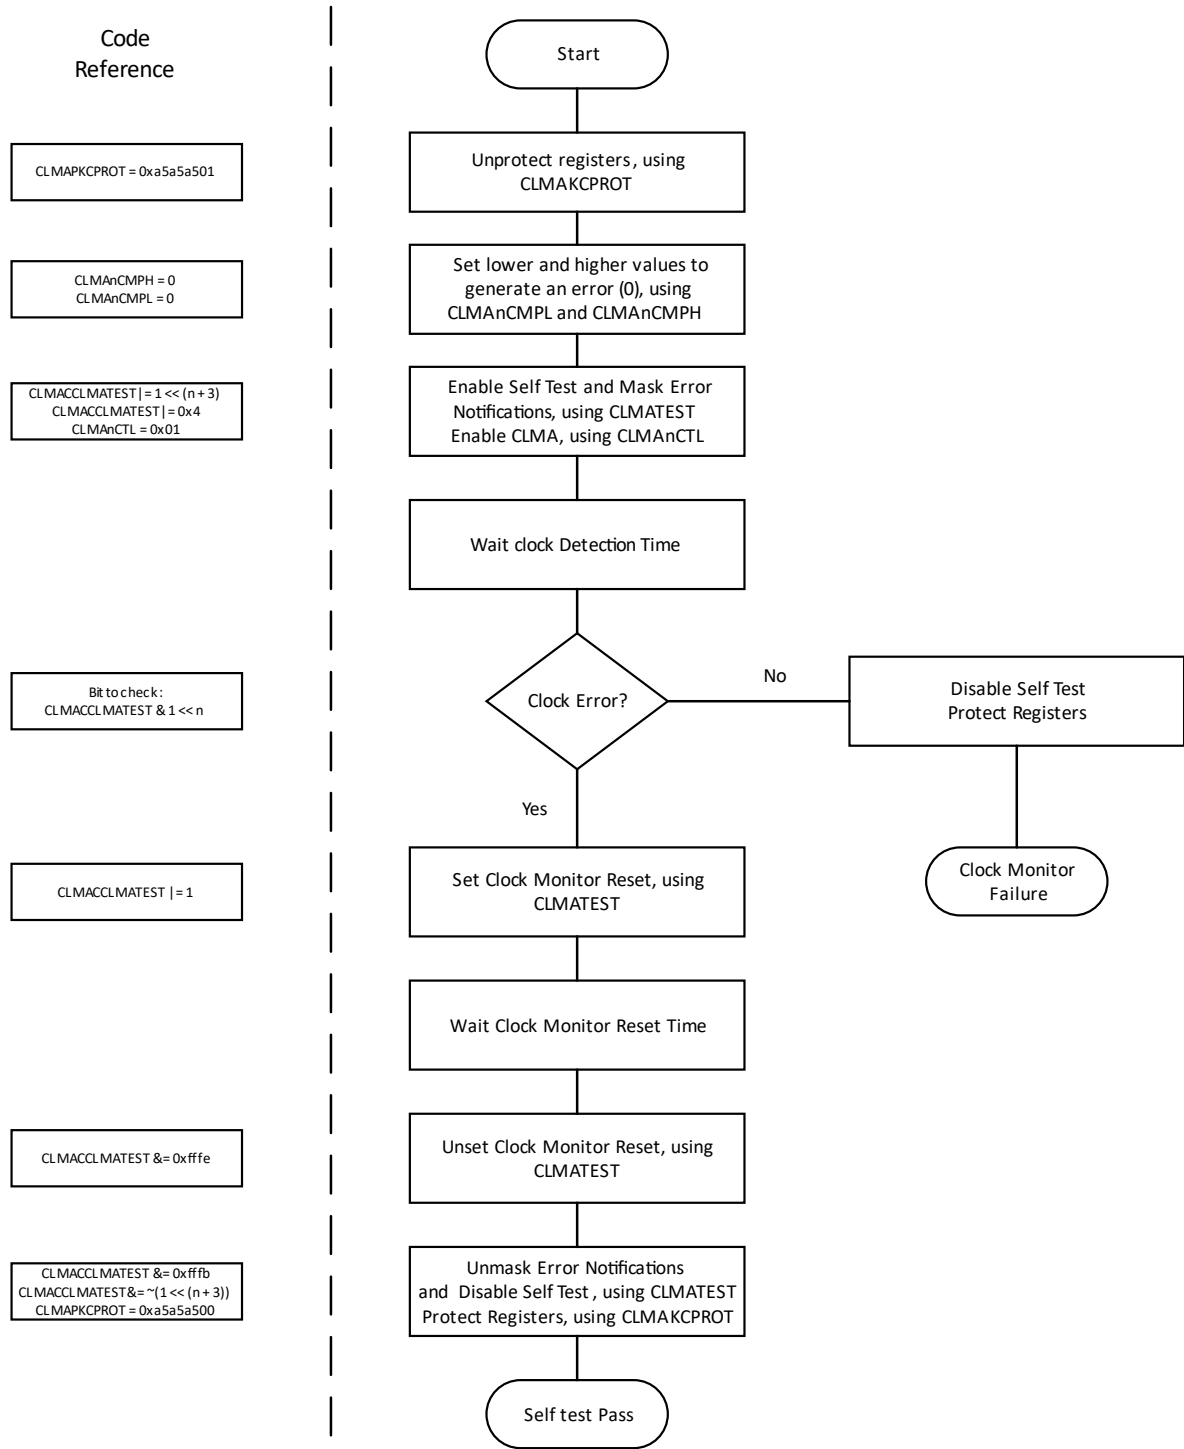 Code
Reference
Start
CLMAPKCPROT = 0xa5a5a501
Unprotect registers, using
CLMAKCPROT
CLMAnCMPH = 0
CLMAnCMPL = 0
Set lower and higher values to
generate an error (0), using
CLMAnCMPL and CLMAnCMPH
CLMACCLMATEST |= 1 << (n + 3)
CLMACCLMATEST |= 0x4
CLMAnCTL = 0x01
Enable Self Test and Mask Error
Notifications, using CLMATEST
Enable CLMA, using CLMAnCTL
Wait clock Detection Time
Bit to check:
CLMACCLMATEST & 1 << n
Clock Error?
No
Disable Self Test
Protect Registers
Yes
Clock Monitor
Failure
CLMACCLMATEST |= 1
Set Clock Monitor Reset, using
CLMATEST
Wait Clock Monitor Reset Time
CLMACCLMATEST &= 0xfffe
Unset Clock Monitor Reset, using
CLMATEST
CLMACCLMATEST &= 0xfffb
CLMACCLMATEST &= ~(1 << (n + 3))
CLMAPKCPROT = 0xa5a5a500
Unmask Error Notifications
and Disable Self Test, using CLMATEST
Protect Registers, using CLMAKCPROT
Self test Pass